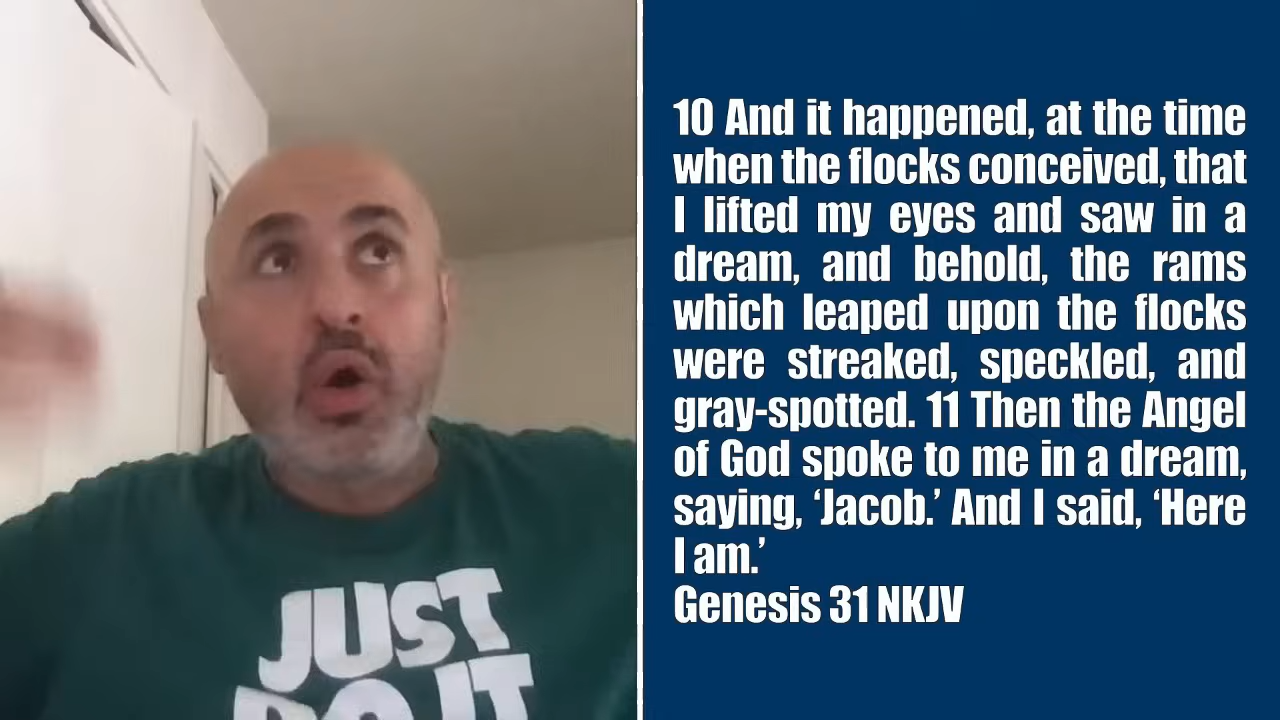 10 And it happened, at the time
when the flocks conceived, that
I lifted my eyes and saw in a
dream, and behold, the rams
which leaped upon the flocks
were streaked, speckled, and
gray-spotted. 11 Then the Angel
of God spoke to me in a dream,
saying, ‘Jacob.’ And I said, ‘Here
I am.’
Genesis 31 NKJV
JUST
DO IT